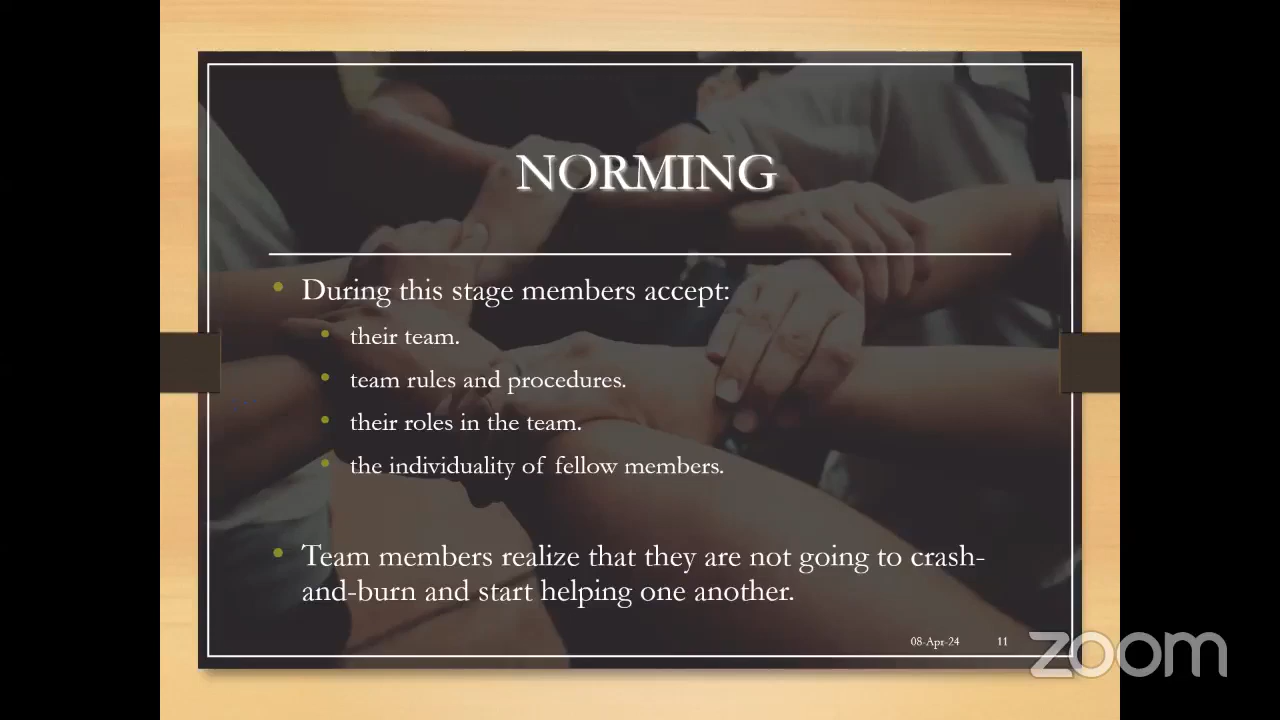 NORMING
During this stage members accept:
their team.
team rules and procedures.
their roles in the team.
the individuality of fellow members.
Team members realize that they are not going to crash-
and-burn and start helping one another.
08-Apr-24 11
zoom